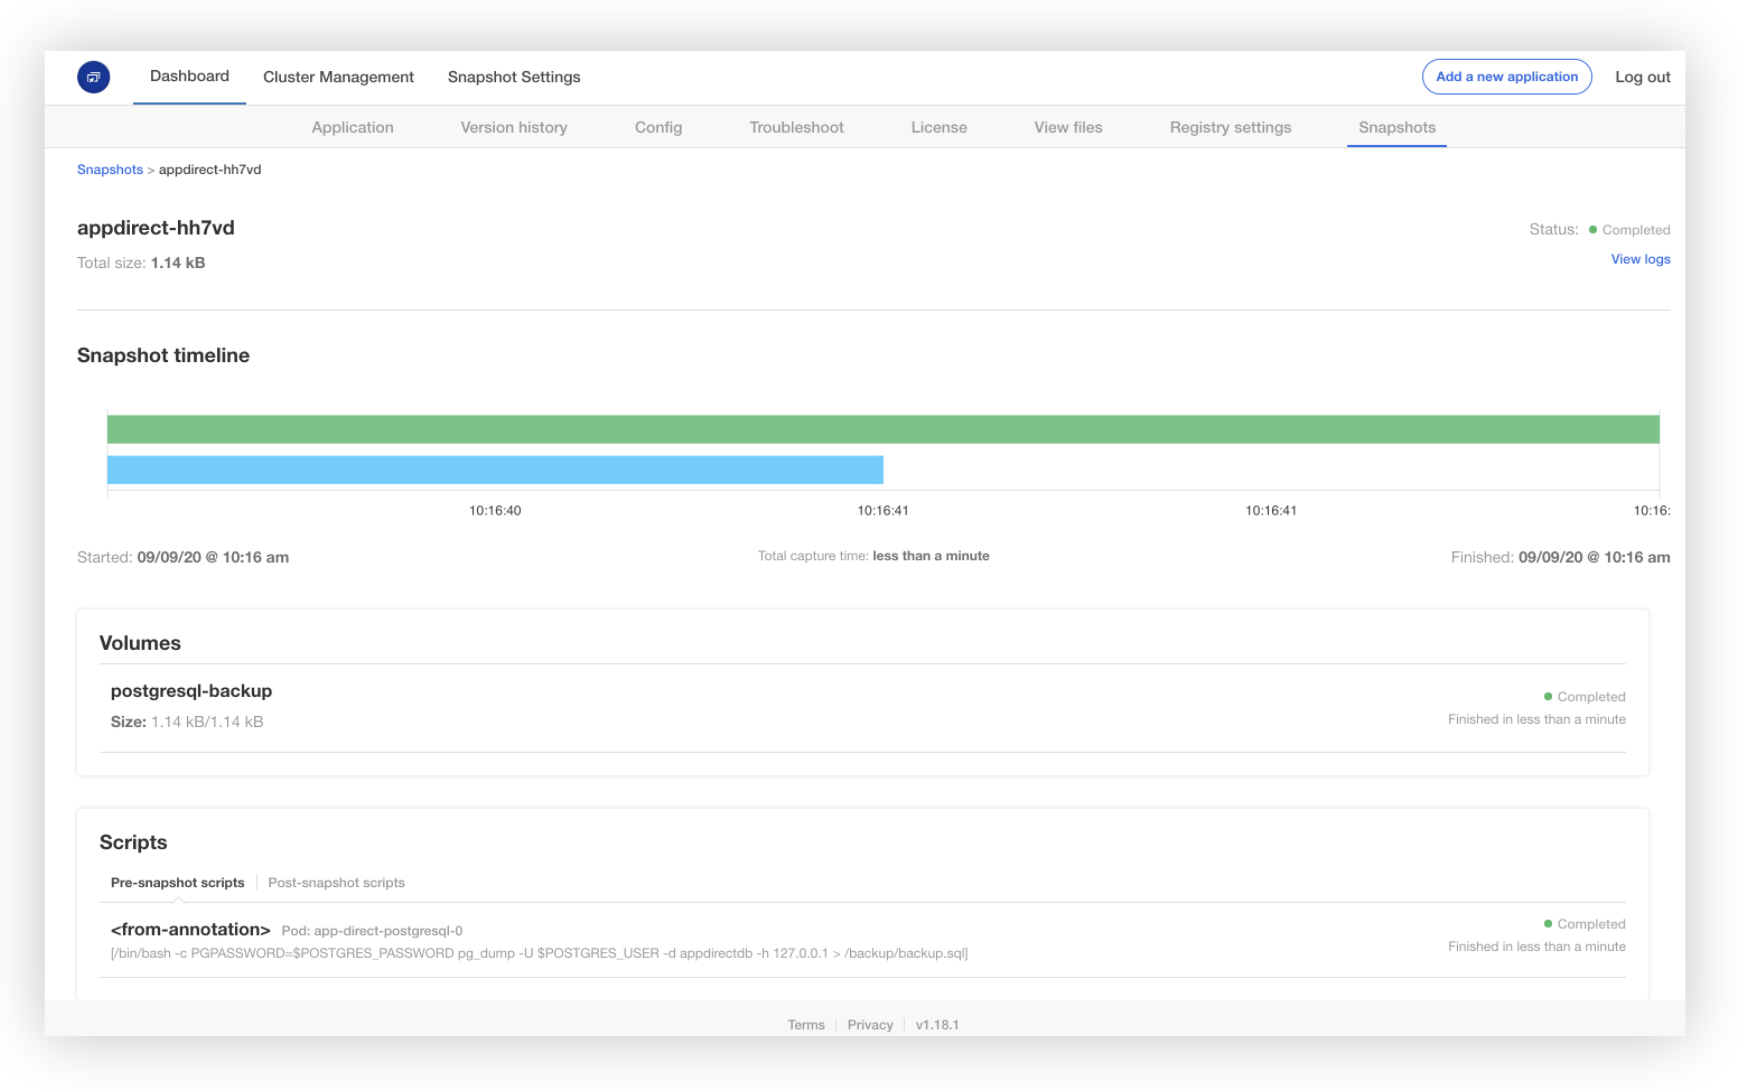 Dashboard Cluster Management Snapshot Settings Add a new application Log out
Application Version history Config Troubleshoot License View files Registry settings Snapshots
Snapshots > appdirect-hh7vd
appdirect-hh7vd
Status: Completed
Total size: 1.14 kB
View logs
Snapshot timeline
10:16:40 10:16:41 10:16:41 10:16:
Started: 09/09/20 @ 10:16 am Total capture time: less than a minute Finished: 09/09/20 @ 10:16 am
Volumes
postgresql-backup
Completed
Size: 1.14 kB/1.14 kB
Finished in less than a minute
Scripts
Pre-snapshot scripts Post-snapshot scripts
<from-annotation> Pod: app-direct-postgresql-0
Completed
[/bin/bash -c PGPASSWORD=$POSTGRES_PASSWORD pg_dump -U $POSTGRES_USER -d appdirectdb -h 127.0.0.1 > /backup/backup.sql]
Finished in less than a minute
Terms Privacy v1.18.1